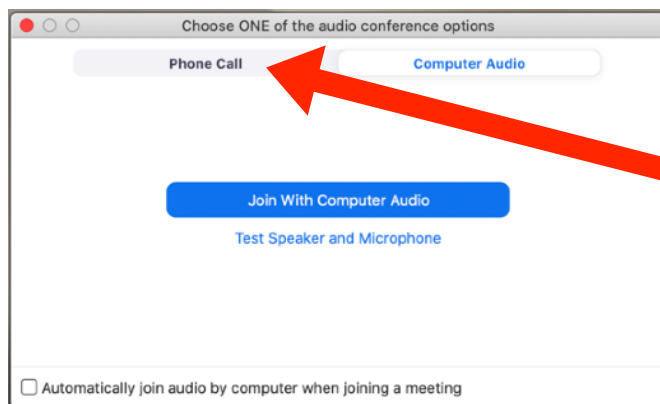 Choose ONE of the audio conference options
Phone Call Computer Audio
Join With Computer Audio
Test Speaker and Microphone
Automatically join audio by computer when joining a meeting